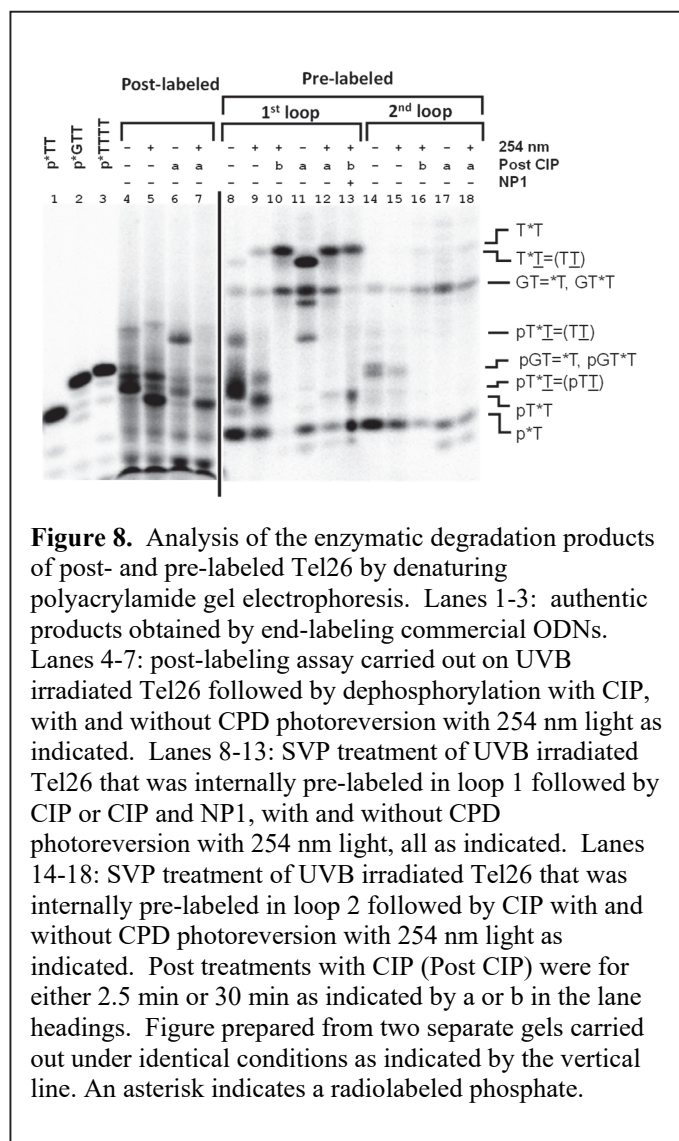 Post-labeled
Pre-labeled
1st loop
2nd loop
p*TT
p*GTT
p*TTTT
– + – + – + + – + + – – + – + 254 nm
– – a a – – b a a b – – b a a Post CIP
– – – – – – – – – + – – – – – NP1
1 2 3 4 5 6 7 8 9 10 11 12 13 14 15 16 17 18
T*T
T*T=(TT)
GT=*T, GT*T
pT*T=(TT)
pGT=*T, pGT*T
pT*T=(pTT)
pT*T
p*T
Figure 8. Analysis of the enzymatic degradation products
of post- and pre-labeled Tel26 by denaturing
polyacrylamide gel electrophoresis. Lanes 1-3: authentic
products obtained by end-labeling commercial ODNs.
Lanes 4-7: post-labeling assay carried out on UVB
irradiated Tel26 followed by dephosphorylation with CIP,
with and without CPD photoreversion with 254 nm light as
indicated. Lanes 8-13: SVP treatment of UVB irradiated
Tel26 that was internally pre-labeled in loop 1 followed by
CIP or CIP and NP1, with and without CPD
photoreversion with 254 nm light, all as indicated. Lanes
14-18: SVP treatment of UVB irradiated Tel26 that was
internally pre-labeled in loop 2 followed by CIP with and
without CPD photoreversion with 254 nm light as
indicated. Post treatments with CIP (Post CIP) were for
either 2.5 min or 30 min as indicated by a or b in the lane
headings. Figure prepared from two separate gels carried
out under identical conditions as indicated by the vertical
line. An asterisk indicates a radiolabeled phosphate.